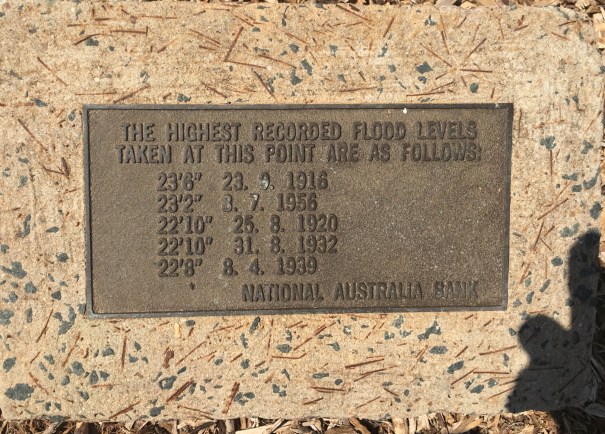 THE HIGHEST RECORDED FLOOD LEVELS
TAKEN AT THIS POINT ARE AS FOLLOWS:
23'6" 23. 9. 1916
23'2" 3. 7. 1956
22'10" 25. 8. 1920
22'10" 31. 8. 1932
22'8" 8. 4. 1939
NATIONAL AUSTRALIA BANK